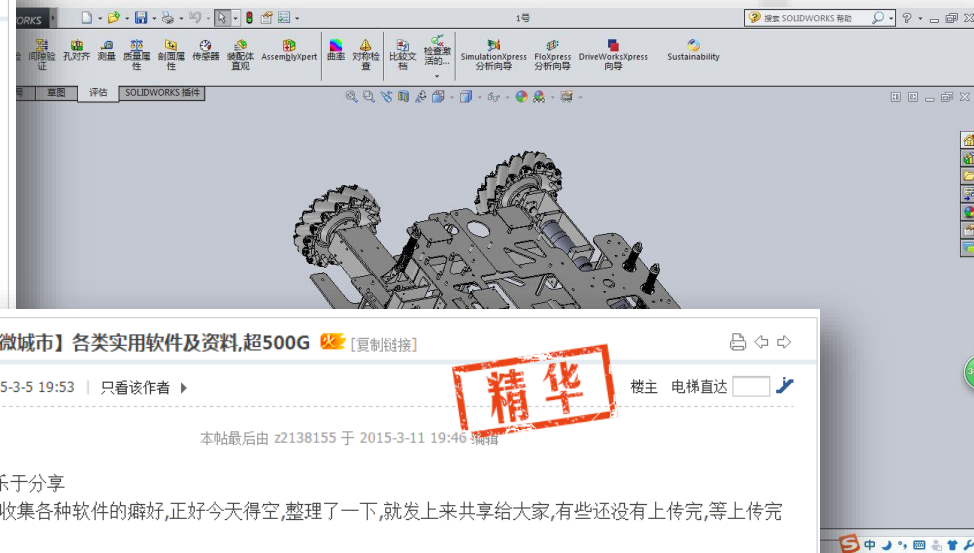 ORKS
1号
搜索 SOLIDWORKS 帮助
间隙验证
孔对齐
测量
质量属性
剖面属性
传感器
装配体直观
AssemblyXpert
曲率
对称检查
比较文档
检查激活的...
SimulationXpress 分析向导
FloXpress 分析向导
DriveWorksXpress 向导
Sustainability
草图
评估
SOLIDWORKS 插件
微城市】各类实用软件及资料,超500G
火
[复制链接]
5-3-5 19:53
只看该作者
精华
楼主
电梯直达
本帖最后由 z2138155 于 2015-3-11 19:46 编辑
乐于分享
收集各种软件的癖好,正好今天得空,整理了一下,就发上来共享给大家,有些还没有上传完,等上传完
中